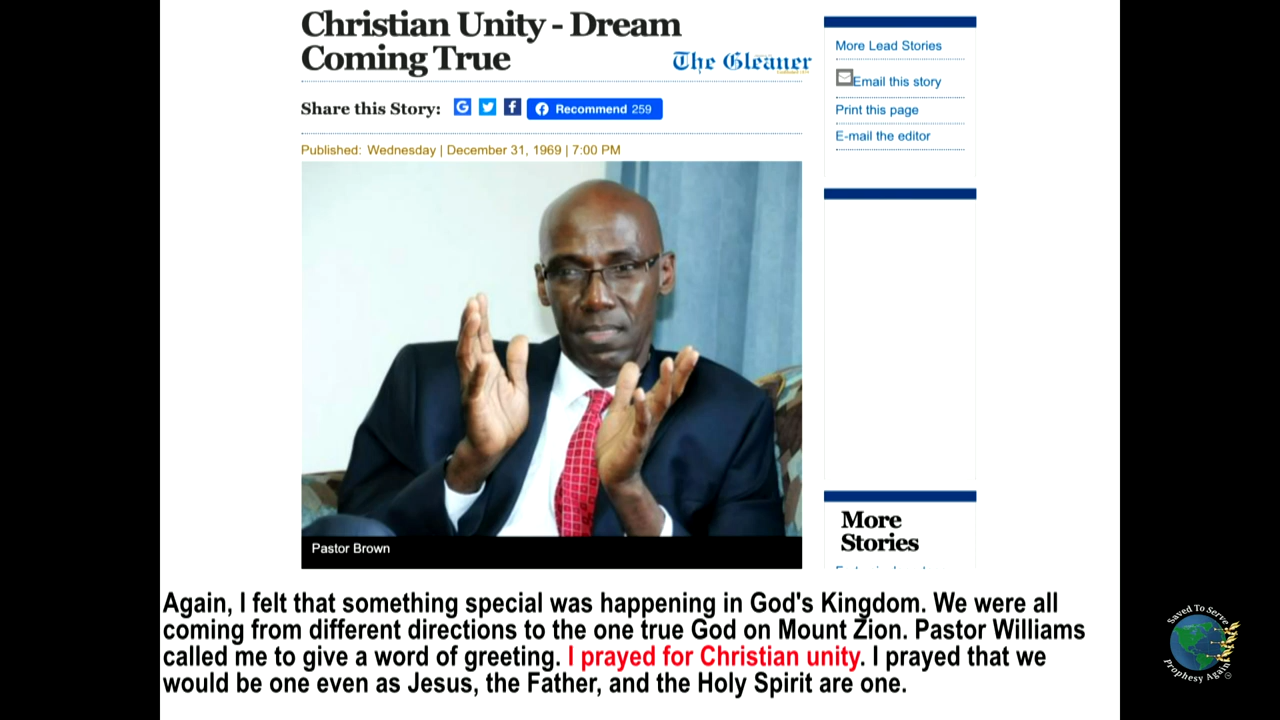 Christian Unity - Dream
Coming True
The Gleaner
Share this Story:
Recommend 259
Published: Wednesday | December 31, 1969 | 7:00 PM
More Lead Stories
Email this story
Print this page
E-mail the editor
More
Stories
Pastor Brown
Again, I felt that something special was happening in God's Kingdom. We were all
coming from different directions to the one true God on Mount Zion. Pastor Williams
called me to give a word of greeting. I prayed for Christian unity. I prayed that we
would be one even as Jesus, the Father, and the Holy Spirit are one.
Saved To Serve
Prophesy Again